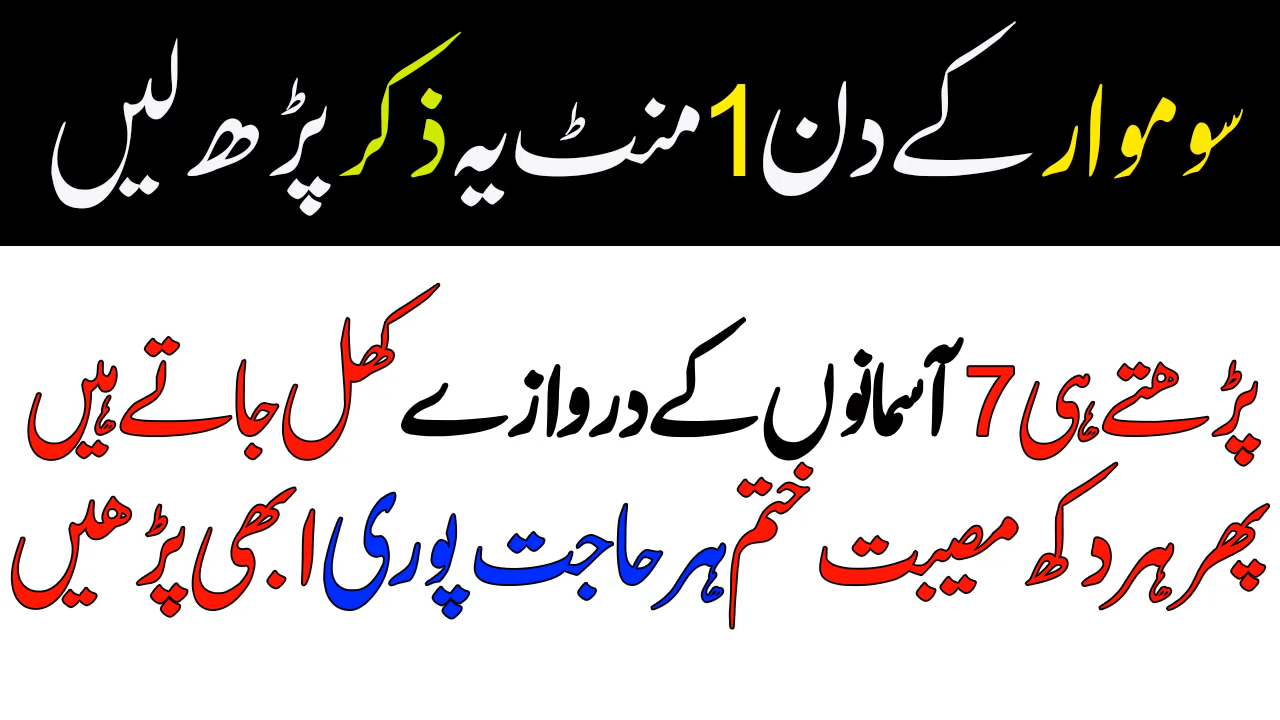 سوموار کے دن 1 منٹ یہ ذکر پڑھ لیں
پڑھتے ہی 7 آسمانوں کے دروازے کھل جاتے ہیں
پھر ہر دکھ مصیبت ختم ہر حاجت پوری ابھی پڑھیں